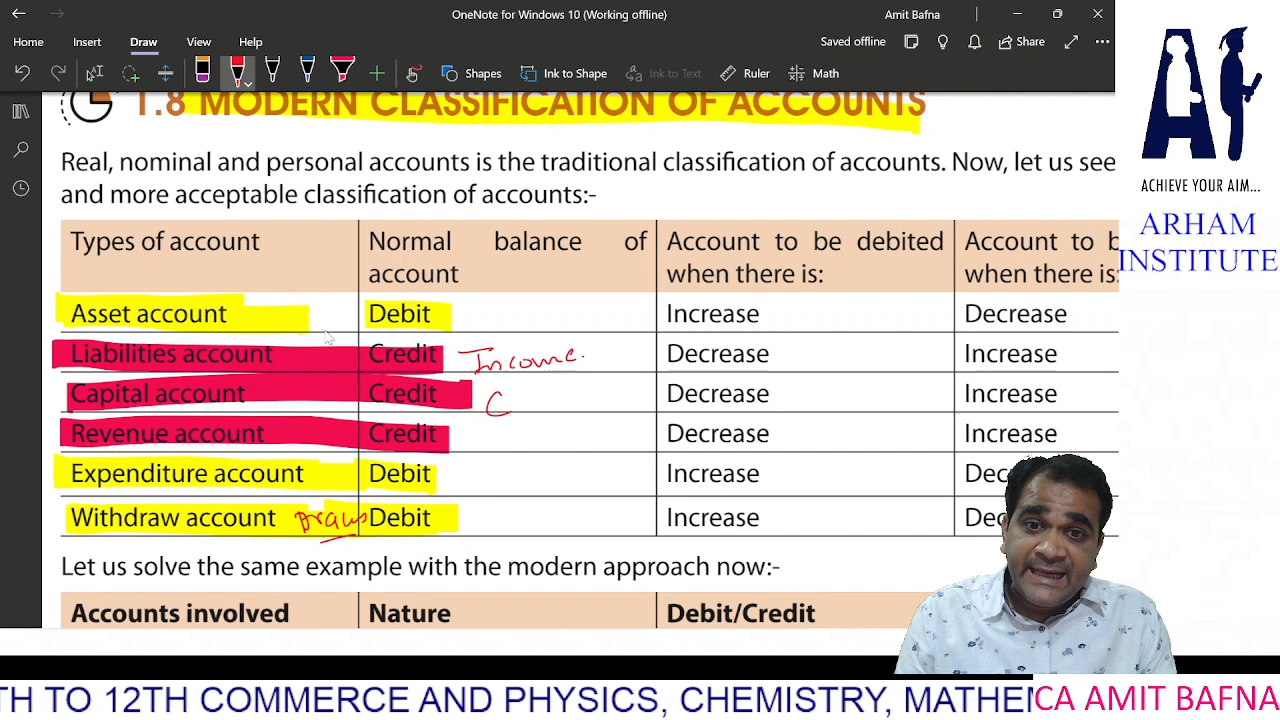 OneNote for Windows 10 (Working offline)
Amit Bafna
Home Insert Draw View Help
Saved offline
Share
Shapes Ink to Shape Ink to Text Ruler Math
1.8 MODERN CLASSIFICATION OF ACCOUNTS
Real, nominal and personal accounts is the traditional classification of accounts. Now, let us see
and more acceptable classification of accounts:-
Types of account Normal balance of account Account to be debited when there is: Account to b when there is:
Asset account Debit Increase Decrease
Liabilities account Credit Income. Decrease Increase
Capital account Credit C Decrease Increase
Revenue account Credit Decrease Increase
Expenditure account Debit Increase Dec
Withdraw account Draws Debit Increase Dec
Let us solve the same example with the modern approach now:-
Accounts involved Nature Debit/Credit
AI
ACHIEVE YOUR AIM...
ARHAM
INSTITUTE
TH TO 12TH COMMERCE AND PHYSICS, CHEMISTRY, MATHEM
CA AMIT BAFNA